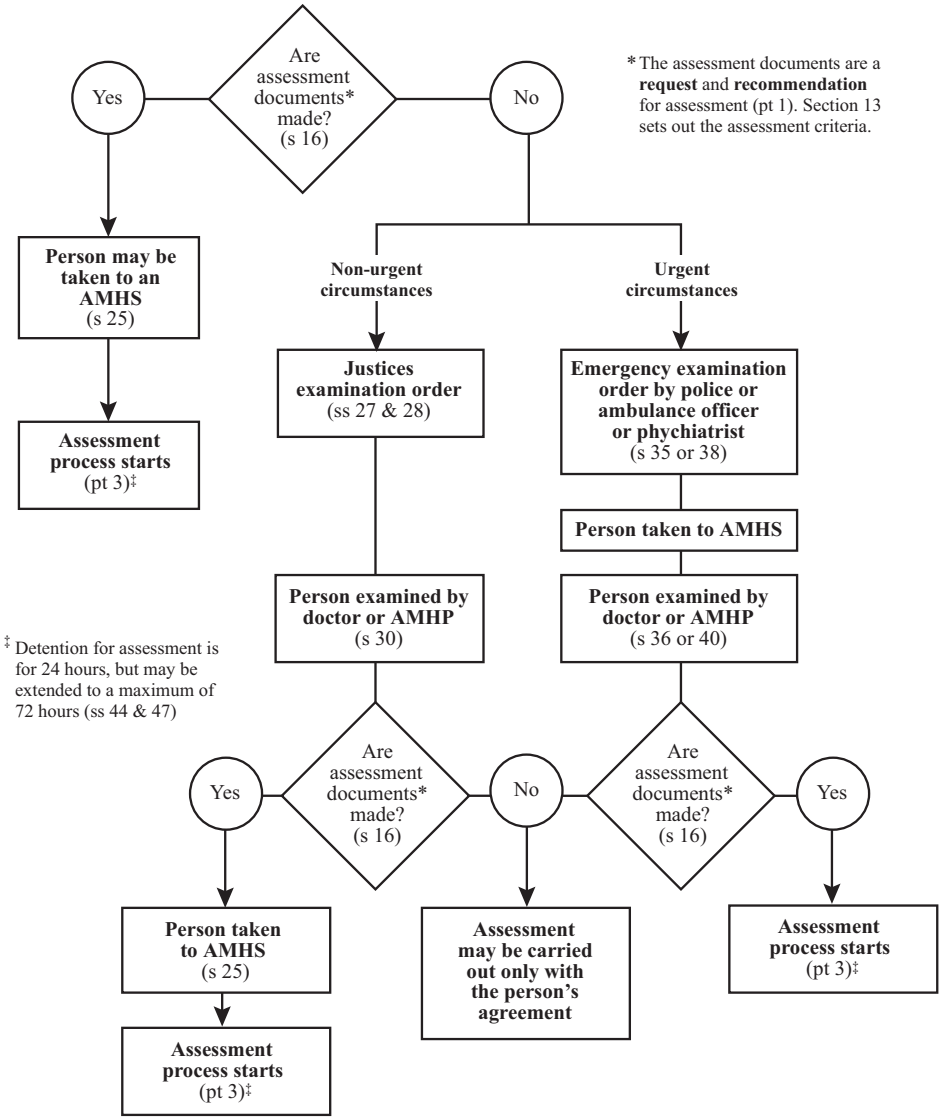 Are
assessment
documents*
made?
(s 16)
Yes
No
* The assessment documents are a
request and recommendation
for assessment (pt 1). Section 13
sets out the assessment criteria.
Person may be
taken to an
AMHS
(s 25)
Non-urgent
circumstances
Urgent
circumstances
Assessment
process starts
(pt 3)‡
Justices
examination order
(ss 27 & 28)
Emergency examination
order by police or
ambulance officer
or phychiatrist
(s 35 or 38)
Person taken to AMHS
Person examined by
doctor or AMHP
(s 30)
Person examined by
doctor or AMHP
(s 36 or 40)
‡ Detention for assessment is
for 24 hours, but may be
extended to a maximum of
72 hours (ss 44 & 47)
Yes
Are
assessment
documents*
made?
(s 16)
No
Are
assessment
documents*
made?
(s 16)
Yes
Person taken
to AMHS
(s 25)
Assessment
may be carried
out only with
the person’s
agreement
Assessment
process starts
(pt 3)‡
Assessment
process starts
(pt 3)‡